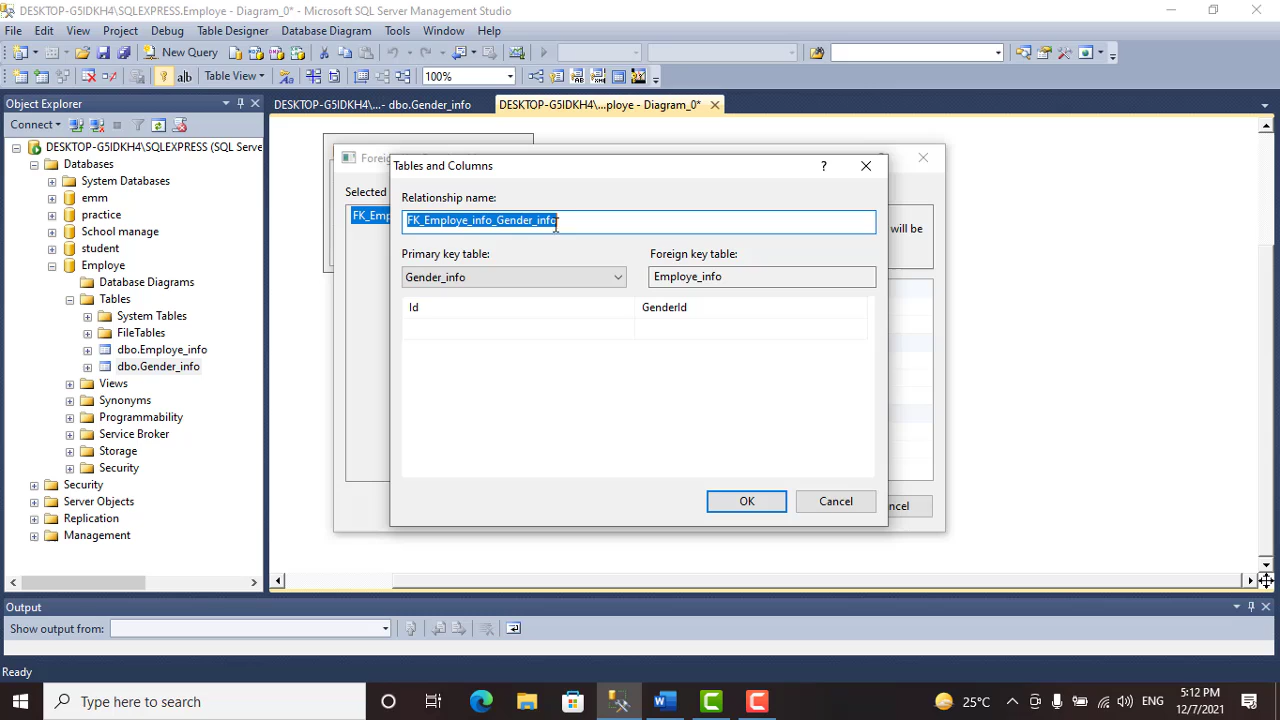 DESKTOP-G5IDKH4\SQLEXPRESS.Employe - Diagram_0* - Microsoft SQL Server Management Studio
File Edit View Project Debug Table Designer Database Diagram Tools Window Help
New Query
ab Table View 100%
Object Explorer
DESKTOP-G5IDKH4\...- dbo.Gender_info DESKTOP-G5IDKH4\...ploye - Diagram_0*
Connect
DESKTOP-G5IDKH4\SQLEXPRESS (SQL Serve
Databases
System Databases
emm
practice
School manage
student
Employe
Database Diagrams
Tables
System Tables
FileTables
dbo.Employe_info
dbo.Gender_info
Views
Synonyms
Programmability
Service Broker
Storage
Security
Security
Server Objects
Replication
Management
Forei
Selected
FK_Emp
will be
ncel
Tables and Columns ?
Relationship name:
FK_Employe_info_Gender_info
Primary key table: Foreign key table:
Gender_info Employe_info
Id GenderId
OK Cancel
Output
Show output from:
Ready
Type here to search
25°C ENG
5:12 PM
12/7/2021